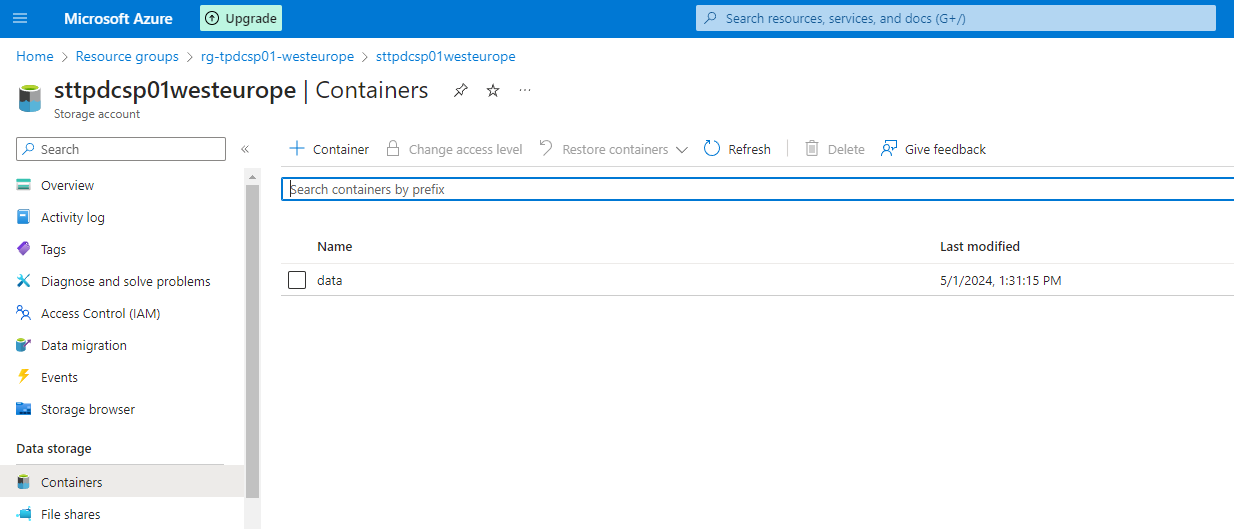 Microsoft Azure
Upgrade
Search resources, services, and docs (G+/)
Home > Resource groups > rg-tpdcsp01-westeurope > sttpdcsp01westeurope
sttpdcsp01westeurope | Containers
Storage account
Search
Container
Change access level
Restore containers
Refresh
Delete
Give feedback
Overview
Activity log
Tags
Diagnose and solve problems
Access Control (IAM)
Data migration
Events
Storage browser
Data storage
Containers
File shares
Search containers by prefix
Name Last modified
data 5/1/2024, 1:31:15 PM